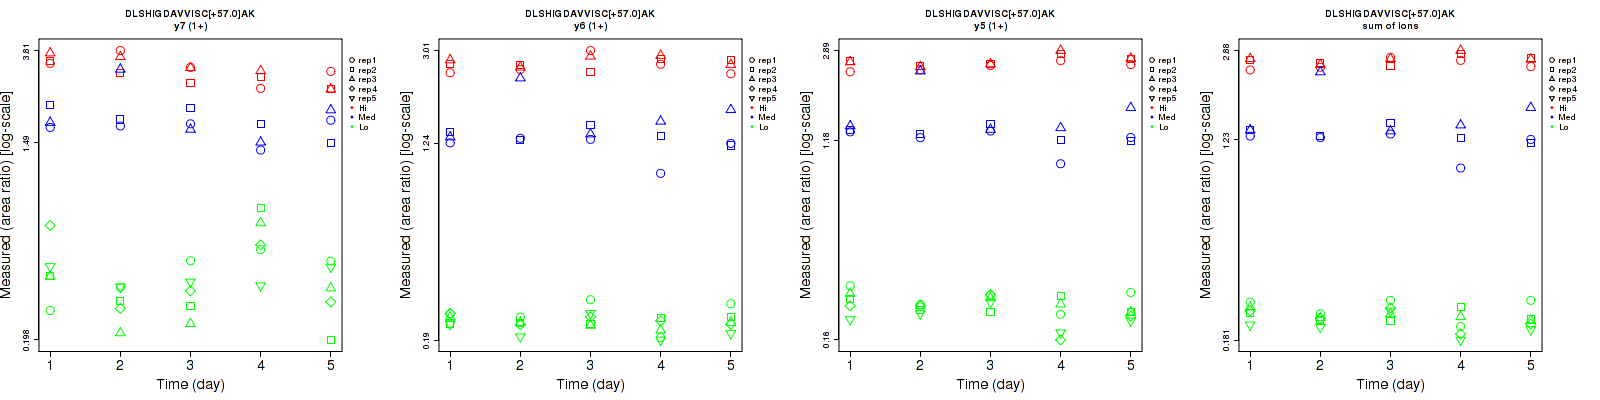 DLSHIGDAVVISC[+57.0]AK
y7 (1+)
Measured (area ratio) [log-scale]
3.81
1.49
0.198
1 2 3 4 5
Time (day)
rep1
rep2
rep3
rep4
rep5
Hi
Med
Lo
DLSHIGDAVVISC[+57.0]AK
y6 (1+)
Measured (area ratio) [log-scale]
3.01
1.24
0.19
1 2 3 4 5
Time (day)
rep1
rep2
rep3
rep4
rep5
Hi
Med
Lo
DLSHIGDAVVISC[+57.0]AK
y5 (1+)
Measured (area ratio) [log-scale]
2.89
1.18
0.16
1 2 3 4 5
Time (day)
rep1
rep2
rep3
rep4
rep5
Hi
Med
Lo
DLSHIGDAVVISC[+57.0]AK
sum of ions
Measured (area ratio) [log-scale]
2.88
1.23
0.181
1 2 3 4 5
Time (day)
rep1
rep2
rep3
rep4
rep5
Hi
Med
Lo